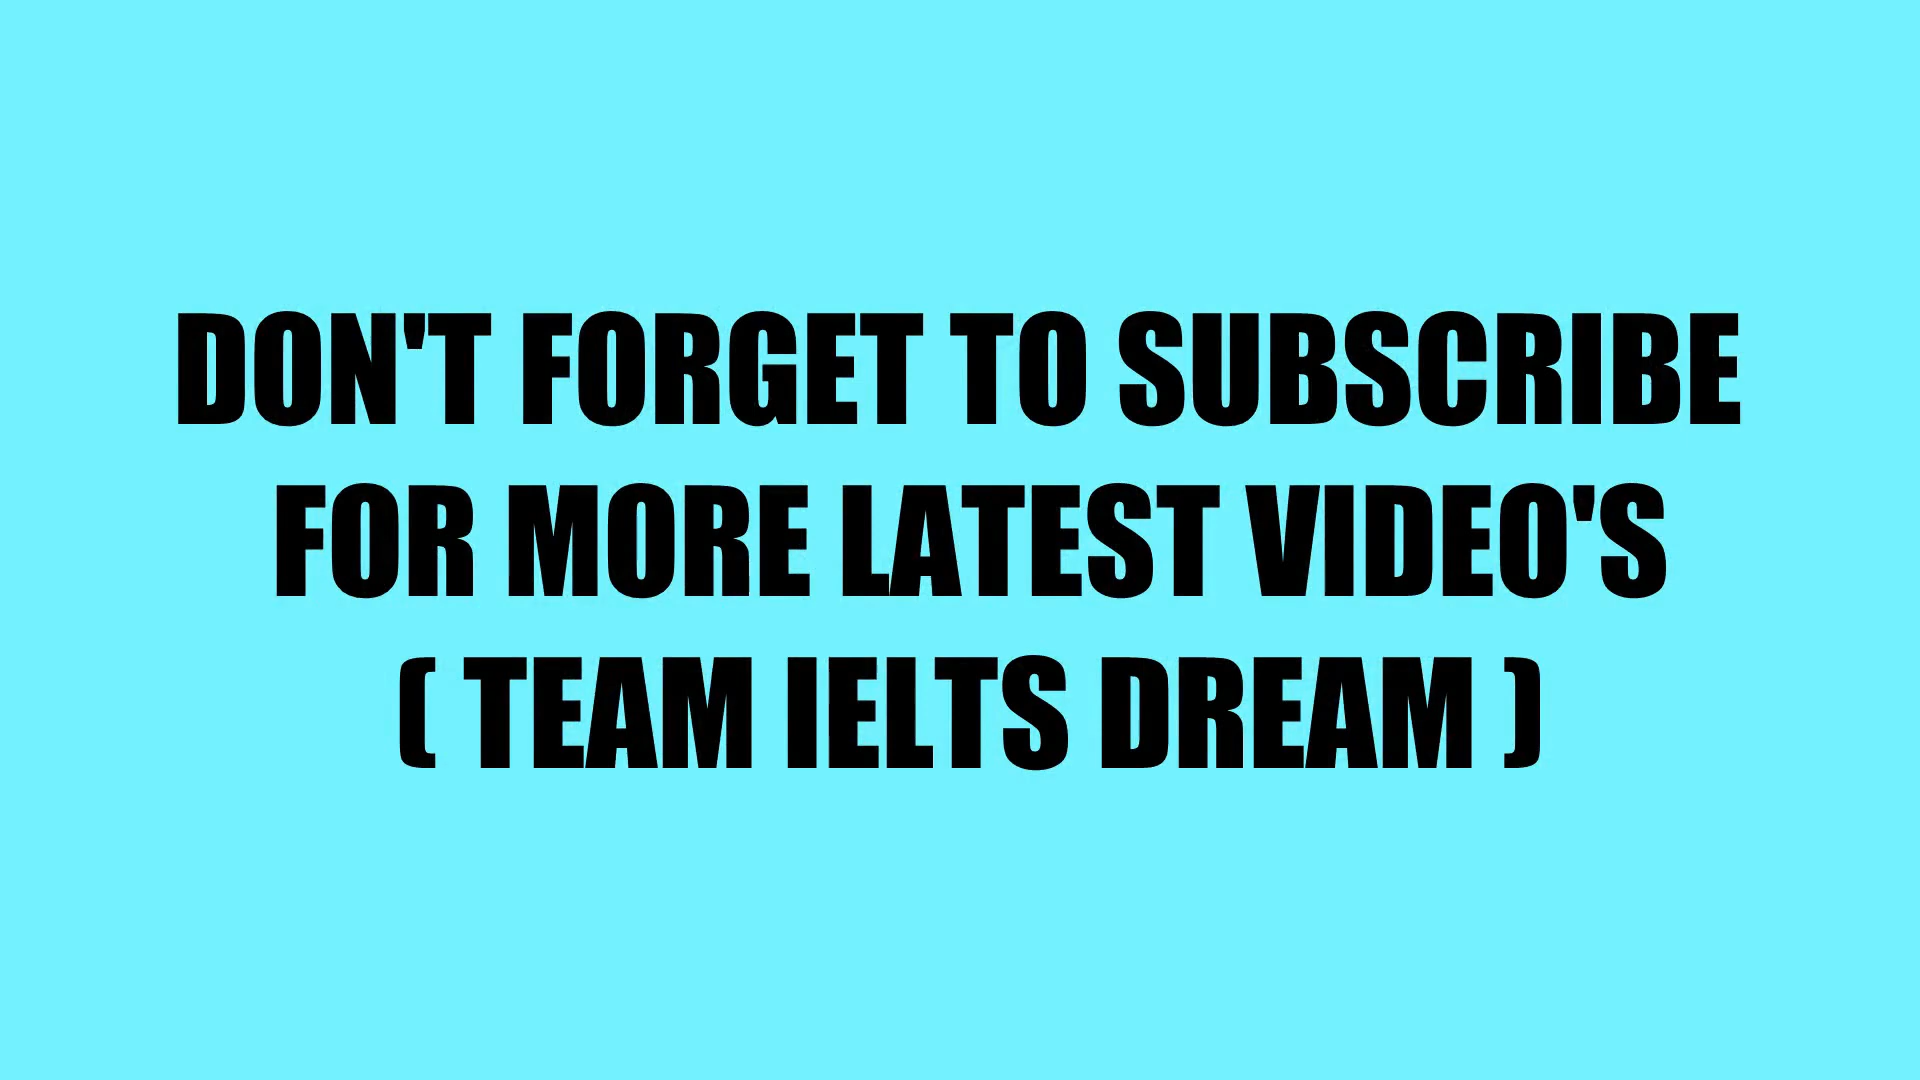 DON'T FORGET TO SUBSCRIBE
FOR MORE LATEST VIDEO'S
( TEAM IELTS DREAM )